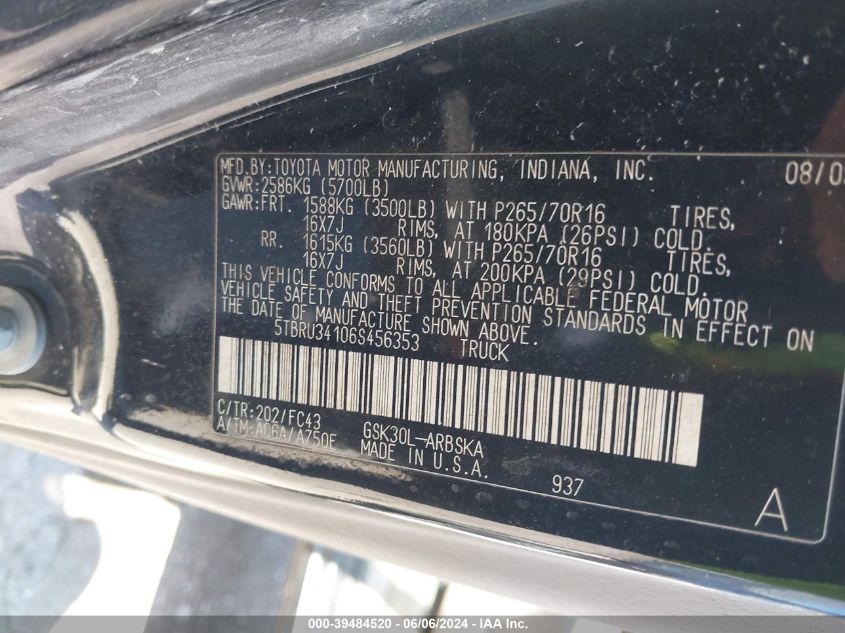 MFD.BY:TOYOTA MOTOR MANUFACTURING, INDIANA, INC. 08/0
GVWR:2586KG (5700LB)
GAWR:FRT. 1588KG (3500LB) WITH P265/70R16 TIRES,
16X7J RIMS, AT 180KPA (26PSI) COLD.
RR. 1615KG (3560LB) WITH P265/70R16 TIRES,
16X7J RIMS, AT 200KPA (29PSI) COLD.
THIS VEHICLE CONFORMS TO ALL APPLICABLE FEDERAL MOTOR
VEHICLE SAFETY AND THEFT PREVENTION STANDARDS IN EFFECT ON
THE DATE OF MANUFACTURE SHOWN ABOVE.
5TBRU34106S456353 TRUCK
C/TR:202/FC43 GSK30L-ARBSKA
A/TM:A06A/A750F MADE IN U.S.A.
937
A
000-39484520 - 06/06/2024 - IAA Inc.